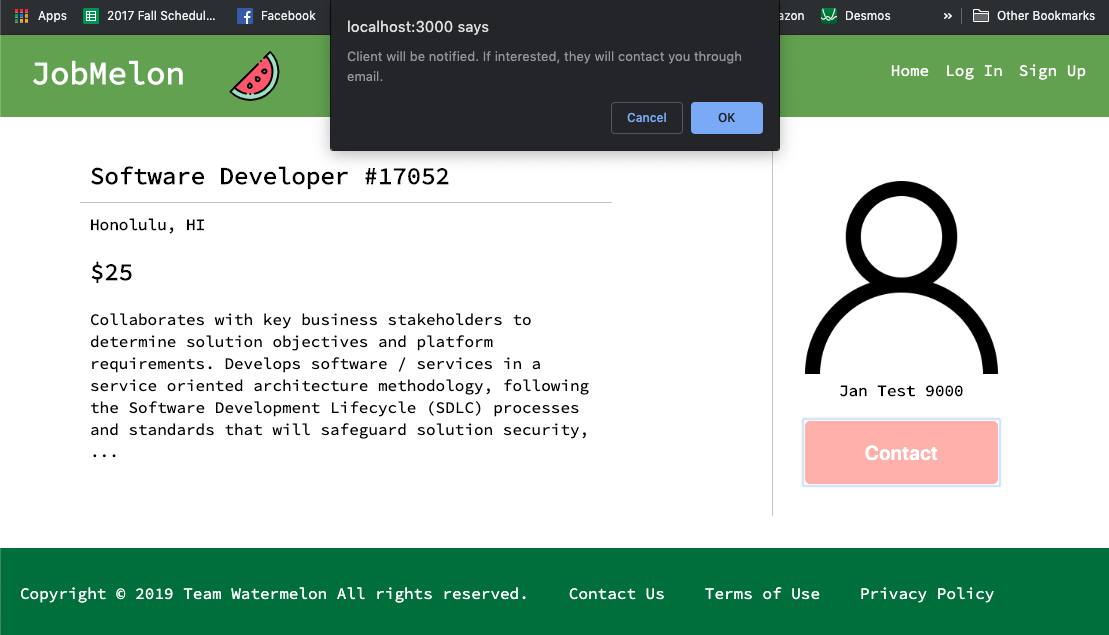 Apps 2017 Fall Schedul... Facebook azon Desmos » Other Bookmarks
localhost:3000 says
Client will be notified. If interested, they will contact you through
email.
Cancel OK
JobMelon Home Log In Sign Up
Software Developer #17052
Honolulu, HI
$25
Collaborates with key business stakeholders to
determine solution objectives and platform
requirements. Develops software / services in a
service oriented architecture methodology, following
the Software Development Lifecycle (SDLC) processes
and standards that will safeguard solution security,
...
Jan Test 9000
Contact
Copyright © 2019 Team Watermelon All rights reserved. Contact Us Terms of Use Privacy Policy